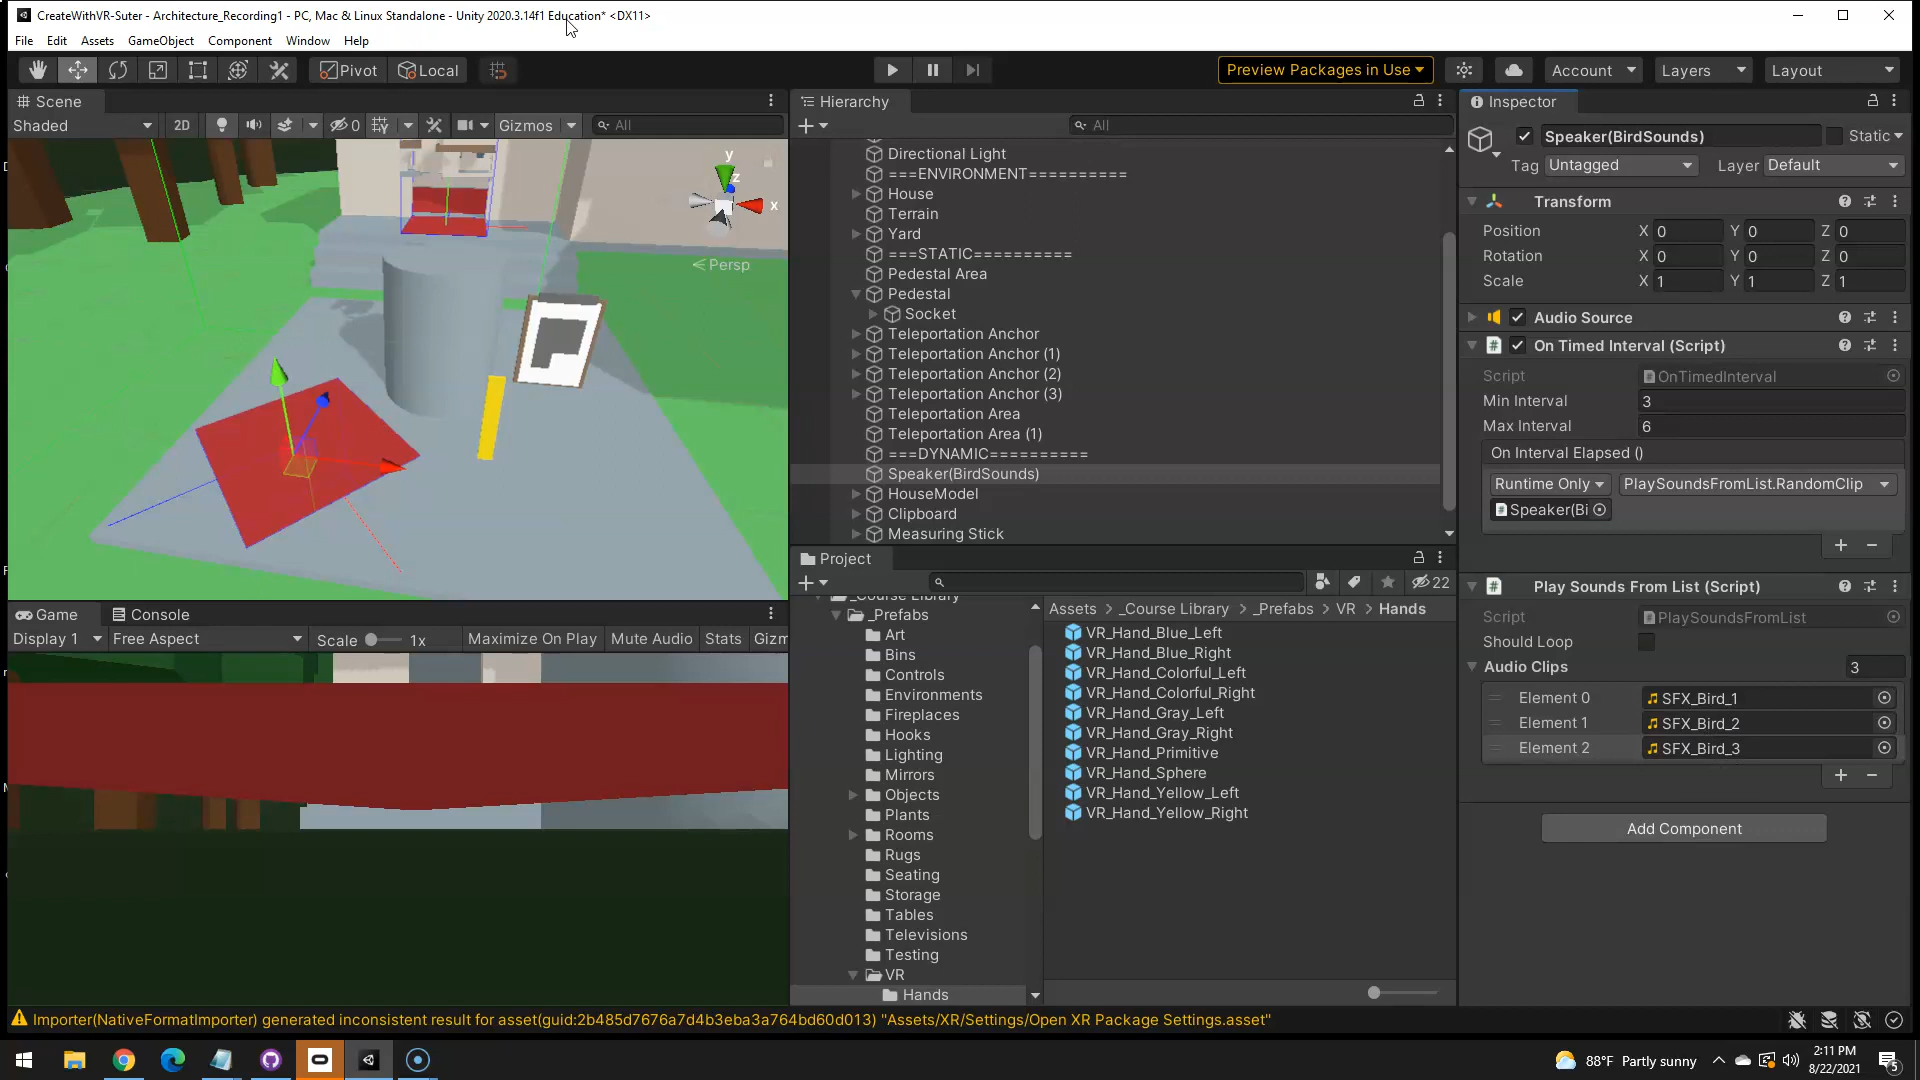 CreateWithVR-Suter - Architecture_Recording1 - PC, Mac & Linux Standalone - Unity 2020.3.14f1 Education* <DX11>
File Edit Assets GameObject Component Window Help
Pivot Local Preview Packages in Use Account Layers Layout
Scene
Shaded 2D 0 Gizmos All
y
z
x
Persp
Game Console
Display 1 Free Aspect Scale 1x Maximize On Play Mute Audio Stats Gizm
Hierarchy
All
Directional Light
===ENVIRONMENT==========
House
Terrain
Yard
===STATIC==========
Pedestal Area
Pedestal
Socket
Teleportation Anchor
Teleportation Anchor (1)
Teleportation Anchor (2)
Teleportation Anchor (3)
Teleportation Area
Teleportation Area (1)
===DYNAMIC==========
Speaker(BirdSounds)
HouseModel
Clipboard
Measuring Stick
Project
22
_Course Library
_Prefabs
Art
Bins
Controls
Environments
Fireplaces
Hooks
Lighting
Mirrors
Objects
Plants
Rooms
Rugs
Seating
Storage
Tables
Televisions
Testing
VR
Hands
Assets > _Course Library > _Prefabs > VR > Hands
VR_Hand_Blue_Left
VR_Hand_Blue_Right
VR_Hand_Colorful_Left
VR_Hand_Colorful_Right
VR_Hand_Gray_Left
VR_Hand_Gray_Right
VR_Hand_Primitive
VR_Hand_Sphere
VR_Hand_Yellow_Left
VR_Hand_Yellow_Right
Inspector
Speaker(BirdSounds) Static
Tag Untagged Layer Default
Transform
Position X 0 Y 0 Z 0
Rotation X 0 Y 0 Z 0
Scale X 1 Y 1 Z 1
Audio Source
On Timed Interval (Script)
Script OnTimedInterval
Min Interval 3
Max Interval 6
On Interval Elapsed ()
Runtime Only PlaySoundsFromList.RandomClip
Speaker(Bi
Play Sounds From List (Script)
Script PlaySoundsFromList
Should Loop
Audio Clips 3
Element 0 SFX_Bird_1
Element 1 SFX_Bird_2
Element 2 SFX_Bird_3
Add Component
Importer(NativeFormatImporter) generated inconsistent result for asset(guid:2b485d7676a7d4b3eba3a764bd60d013) "Assets/XR/Settings/Open XR Package Settings.asset"
88°F Partly sunny
2:11 PM
8/22/2021
5